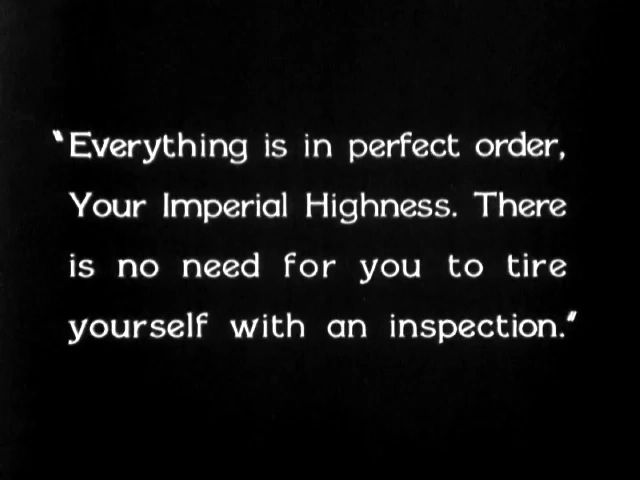 "Everything is in perfect order,
Your Imperial Highness. There
is no need for you to tire
yourself with an inspection."